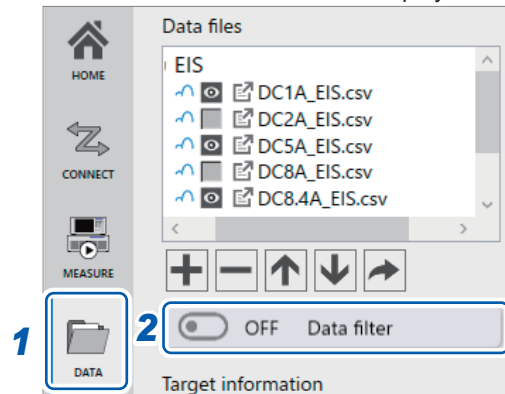 Data files
HOME
EIS
DC1A_EIS.csv
DC2A_EIS.csv
DC5A_EIS.csv
DC8A_EIS.csv
DC8.4A_EIS.csv
CONNECT
MEASURE
1
DATA
2
OFF Data filter
Target information